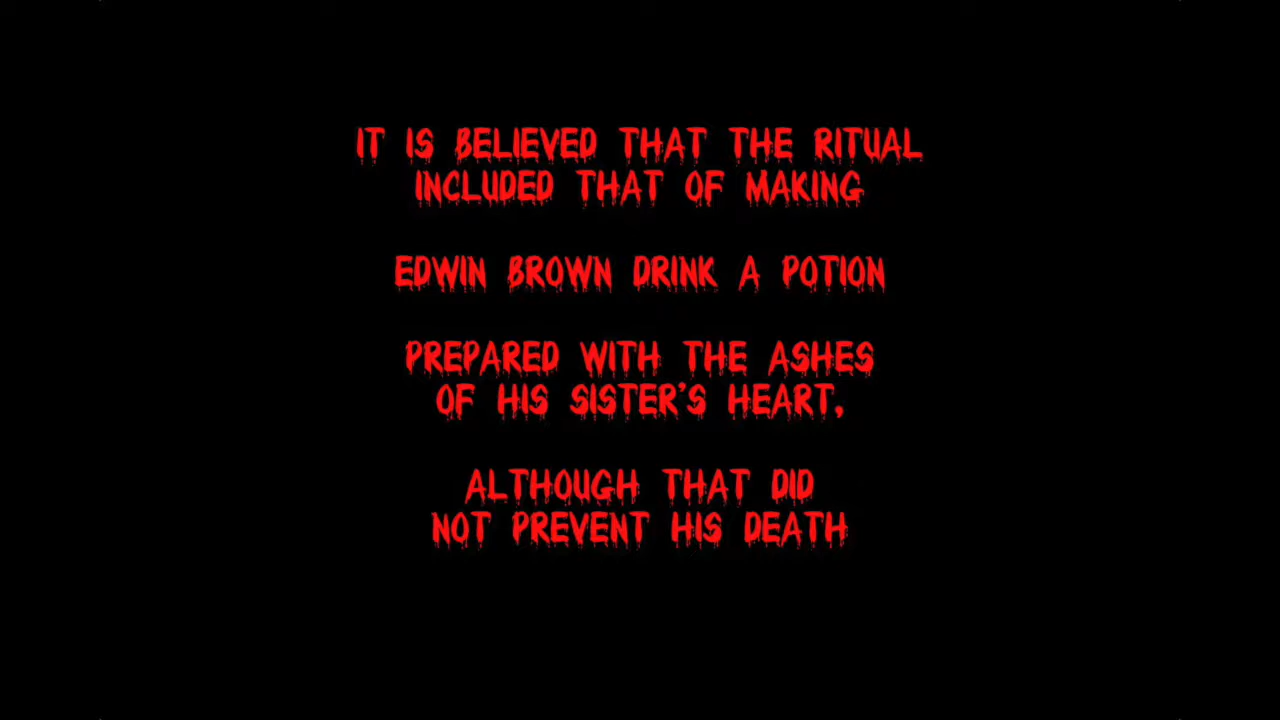 IT IS BELIEVED THAT THE RITUAL
INCLUDED THAT OF MAKING
EDWIN BROWN DRINK A POTION
PREPARED WITH THE ASHES
OF HIS SISTER'S HEART,
ALTHOUGH THAT DID
NOT PREVENT HIS DEATH